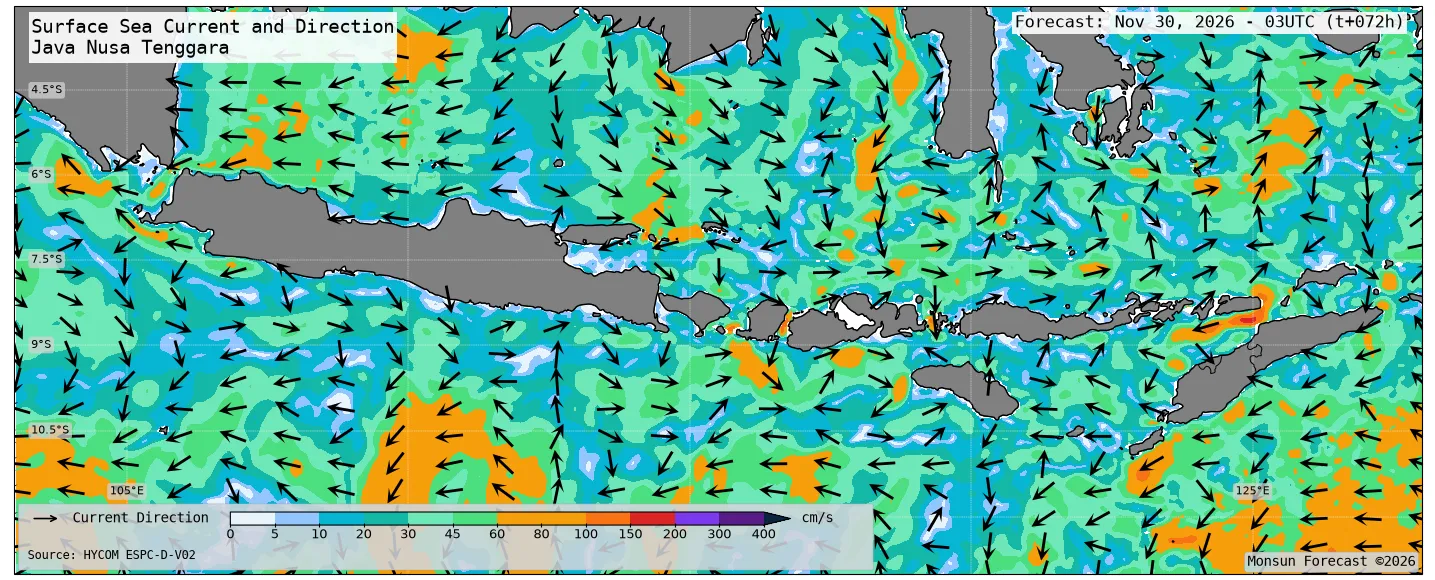 Surface Sea Current and Direction
Java Nusa Tenggara
Forecast: Nov 30, 2026 - 03UTC (t+072h)
4.5°S
6°S
7.5°S
9°S
10.5°S
105°E
125°E
Current Direction
0 5 10 20 30 45 60 80 100 150 200 300 400
cm/s
Source: HYCOM ESPC-D-V02
Monsun Forecast ©2026